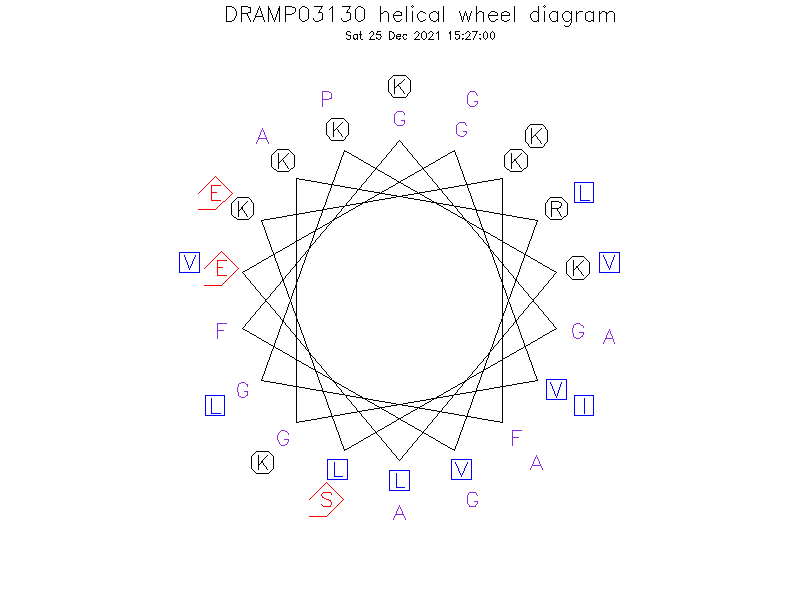 DRAMP03130 helical wheel diagram
Sat 25 Dec 2021 15:27:00
K
P G
K G G
A K K
K K
E K R L
V E K V
F G A
G V I
L
G F
K A
L L V
S G
A